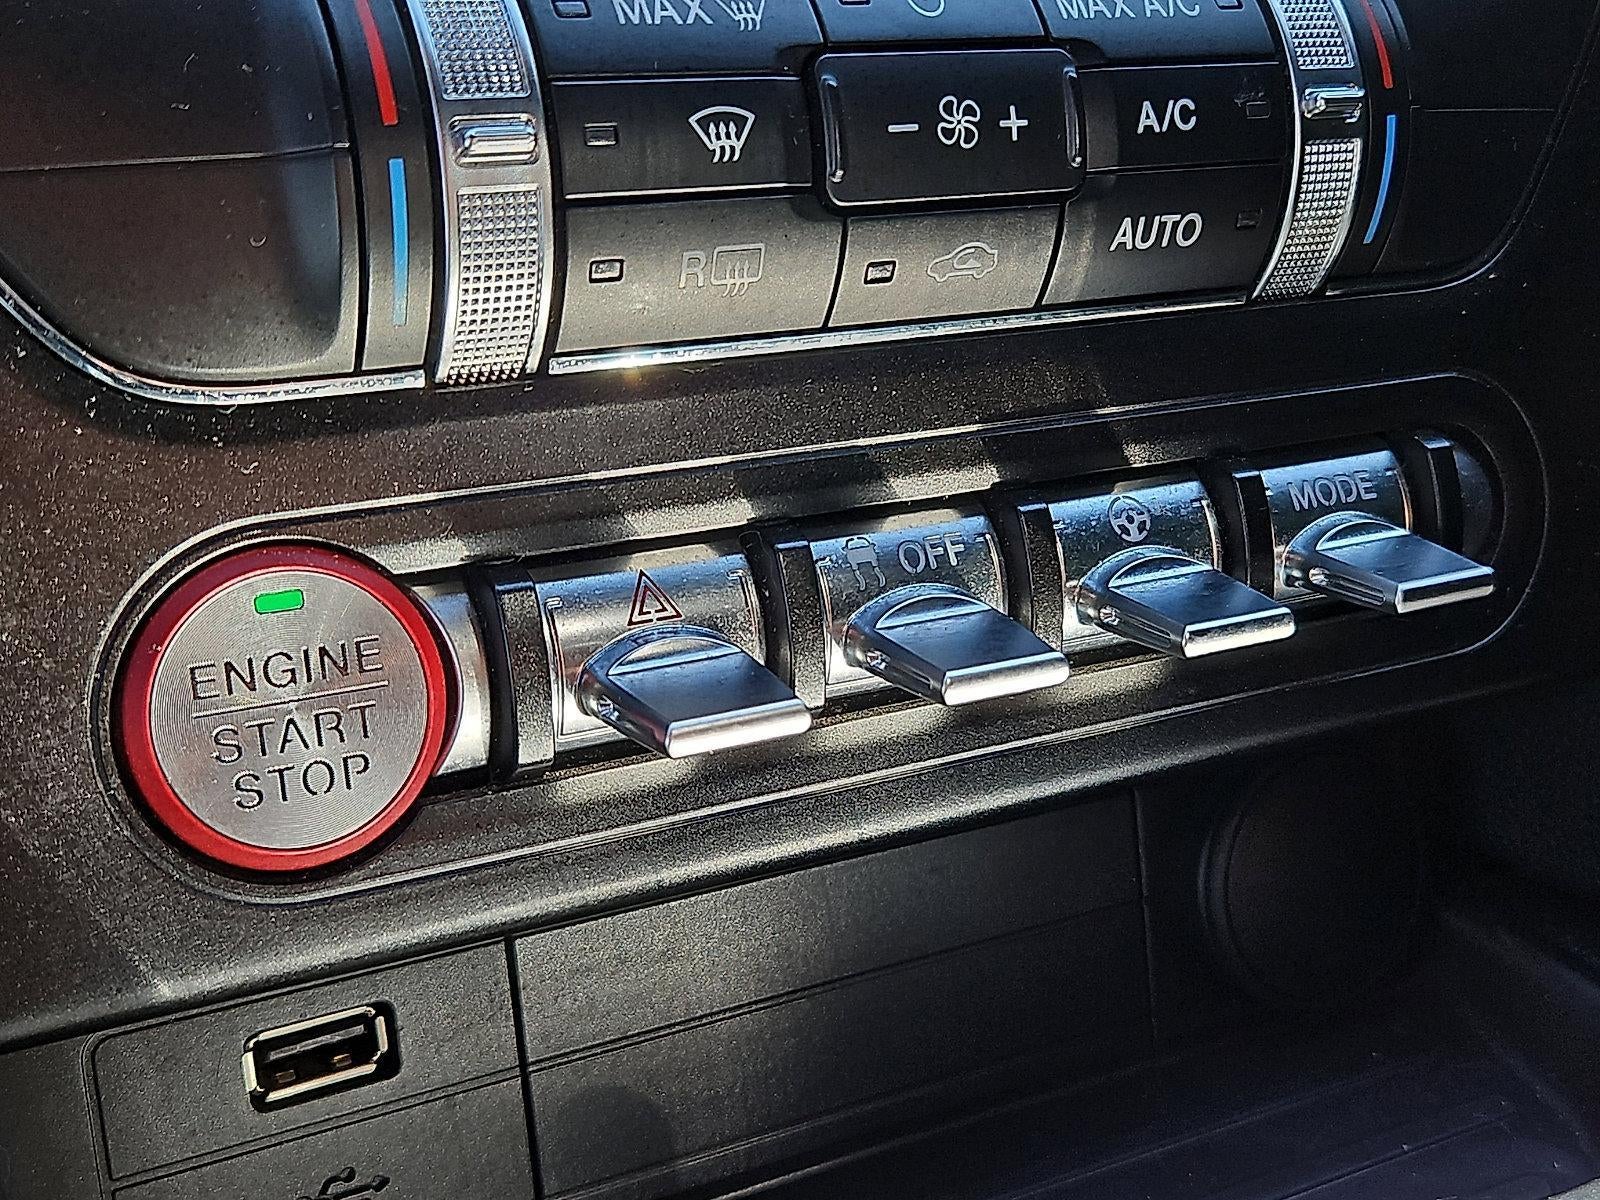 MAX
MAX A/C
- +
A/C
R
AUTO
OFF
MODE
ENGINE
START
STOP